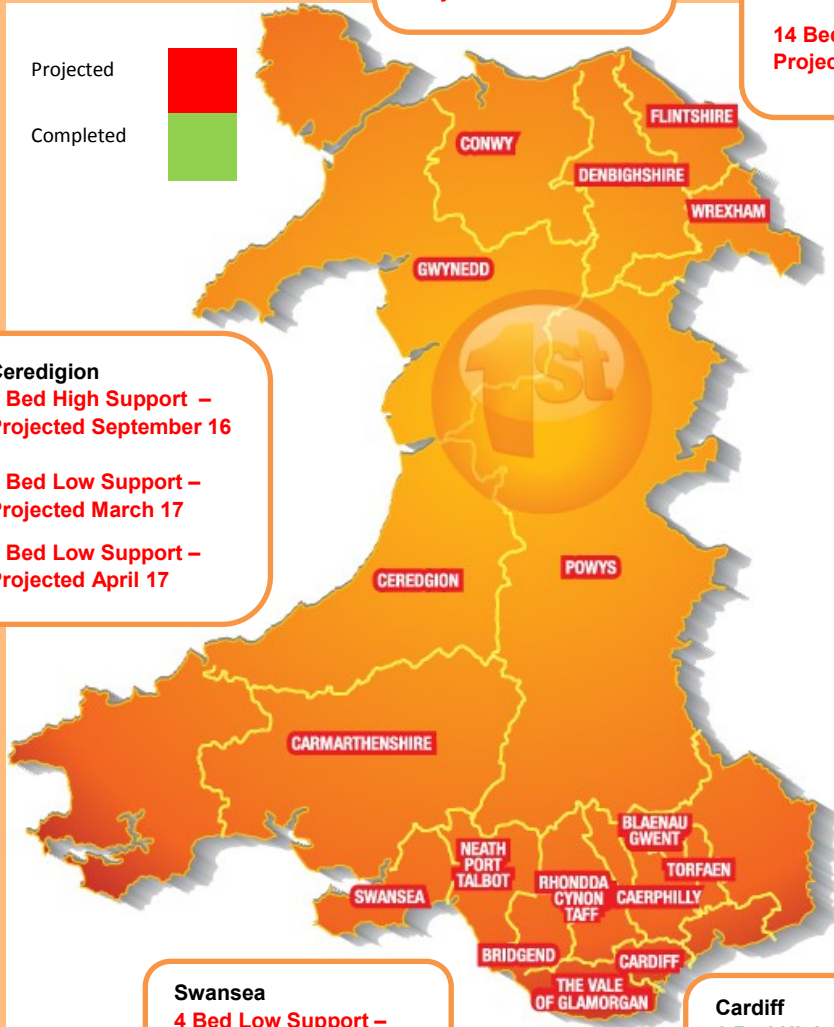 14 Bed
Projected
Completed
FLINTSHIRE
CONWY
DENBIGHSHIRE
WREXHAM
GWYNEDD
1st
Ceredigion
Bed High Support –
Projected September 16
Bed Low Support –
Projected March 17
Bed Low Support –
Projected April 17
CEREDGION
POWYS
CARMARTHENSHIRE
BLAENAU
GWENT
NEATH
PORT
TALBOT
TORFAEN
RHONDDA
CYNON
TAFF
CAERPHILLY
SWANSEA
BRIDGEND
CARDIFF
THE VALE
OF GLAMORGAN
Swansea
4 Bed Low Support –
Cardiff